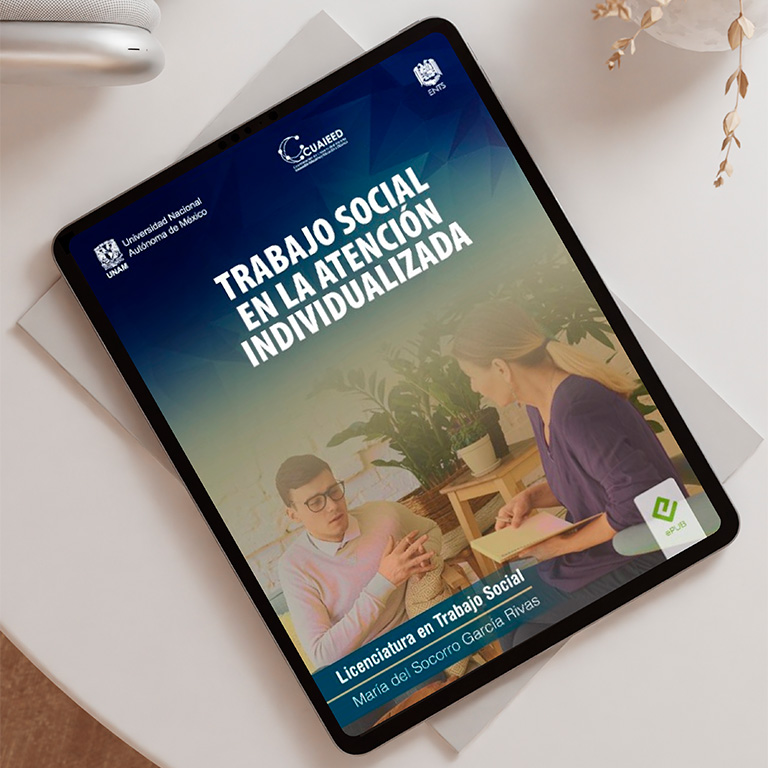 UNAM
Universidad Nacional
Autónoma de México
CUAIEED
ENTS
TRABAJO SOCIAL
EN LA ATENCIÓN
INDIVIDUALIZADA
ePUB
Licenciatura en Trabajo Social
María del Socorro García Rivas